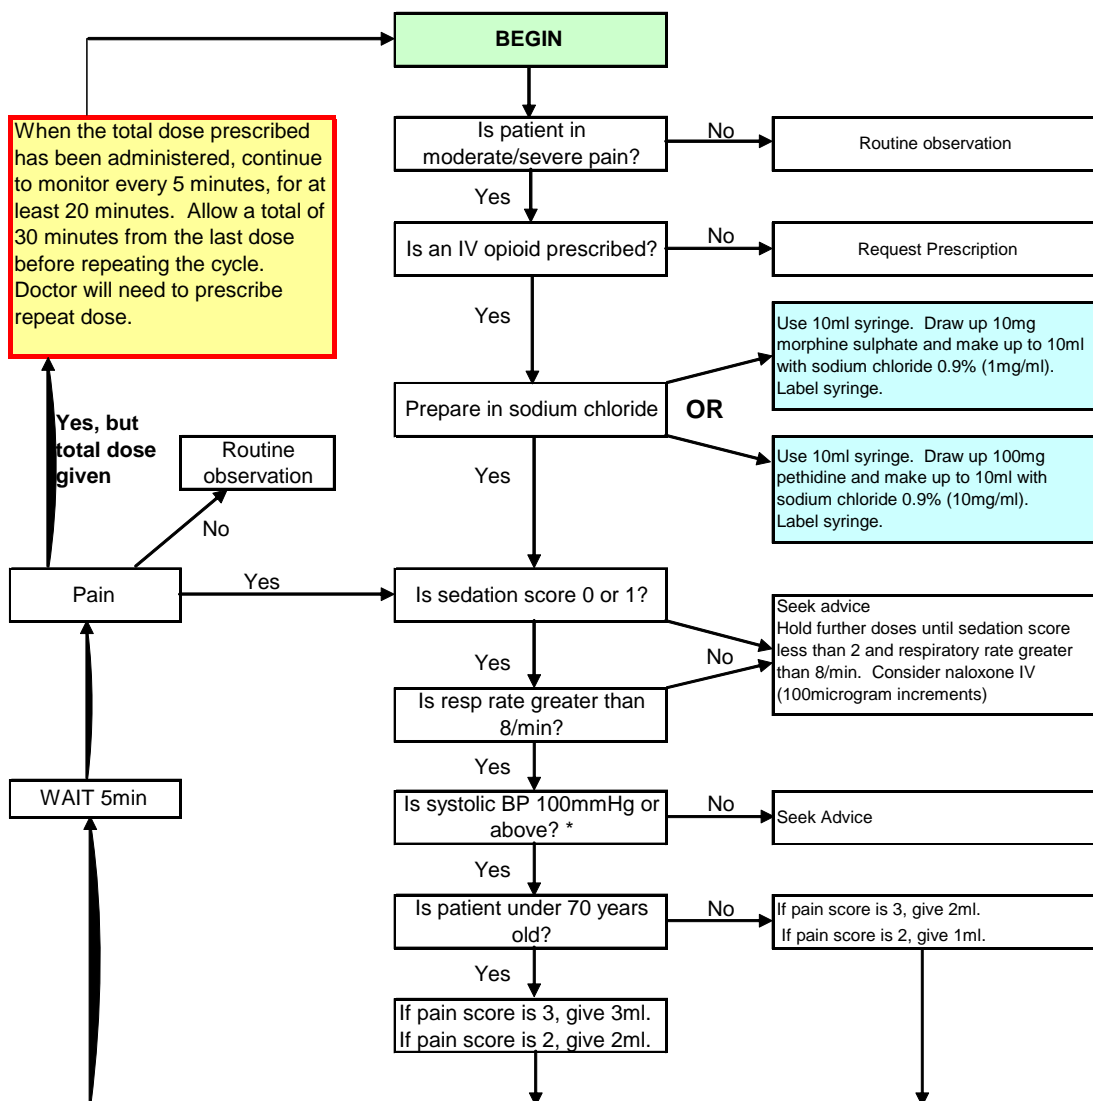 BEGIN
When the total dose prescribed
has been administered, continue
to monitor every 5 minutes, for at
least 20 minutes.  Allow a total of
30 minutes from the last dose
before repeating the cycle.
Doctor will need to prescribe
repeat dose.
Is patient in
moderate/severe pain?
No
Routine observation
Yes
Is an IV opioid prescribed?
No
Request Prescription
Yes
Use 10ml syringe.  Draw up 10mg
morphine sulphate and make up to 10ml
with sodium chloride 0.9% (1mg/ml).
Label syringe.
Prepare in sodium chloride
OR
Use 10ml syringe.  Draw up 100mg
pethidine and make up to 10ml with
sodium chloride 0.9% (10mg/ml).
Label syringe.
Yes, but
total dose
given
Routine
observation
No
Yes
Pain
Yes
Is sedation score 0 or 1?
Seek advice
Hold further doses until sedation score
less than 2 and respiratory rate greater
than 8/min.  Consider naloxone IV
(100microgram increments)
Yes
No
Is resp rate greater than
8/min?
Yes
WAIT 5min
Is systolic BP 100mmHg or
above? *
No
Seek Advice
Yes
Is patient under 70 years
old?
No
If pain score is 3, give 2ml.
If pain score is 2, give 1ml.
Yes
If pain score is 3, give 3ml.
If pain score is 2, give 2ml.